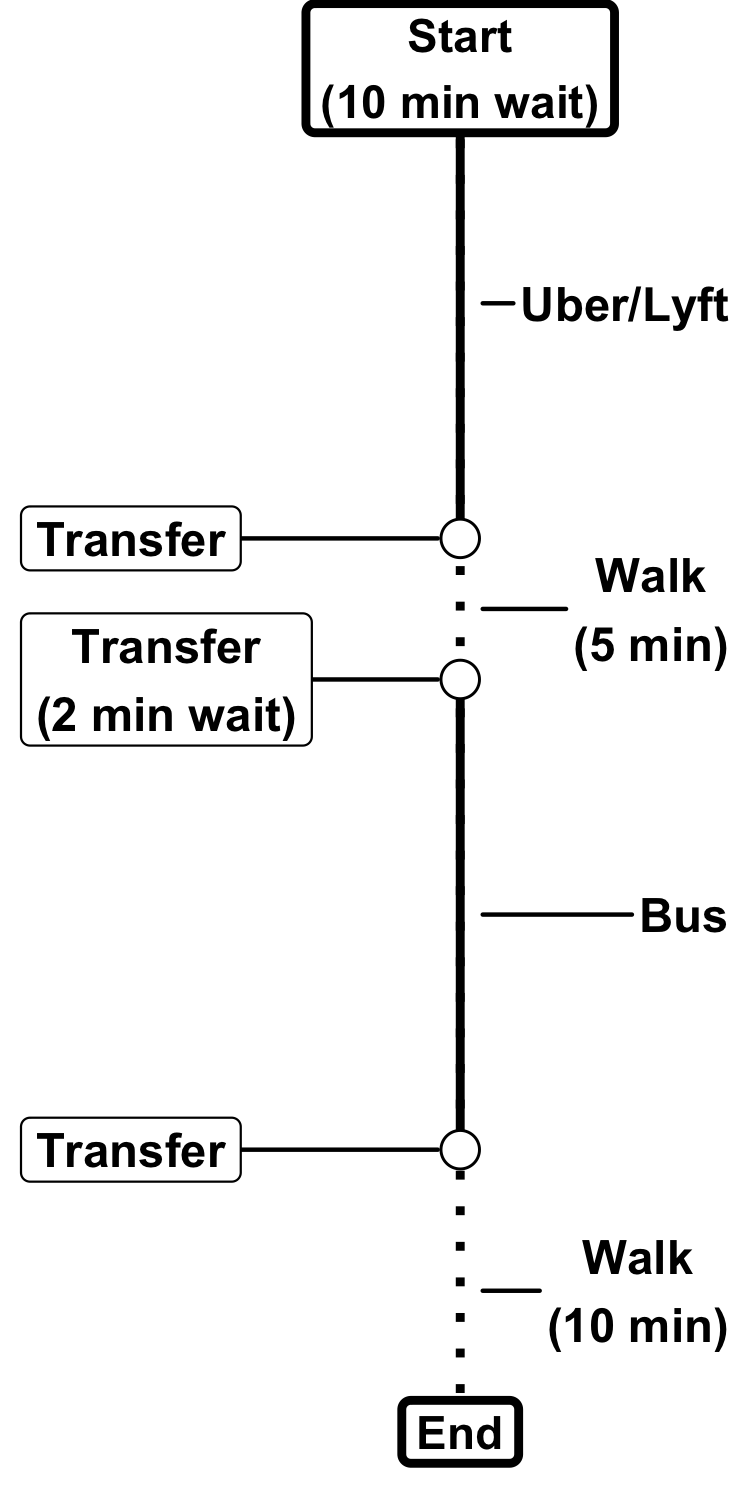 Start
(10 min wait)
Uber/Lyft
Transfer
Walk
(5 min)
Transfer
(2 min wait)
Bus
Transfer
Walk
(10 min)
End